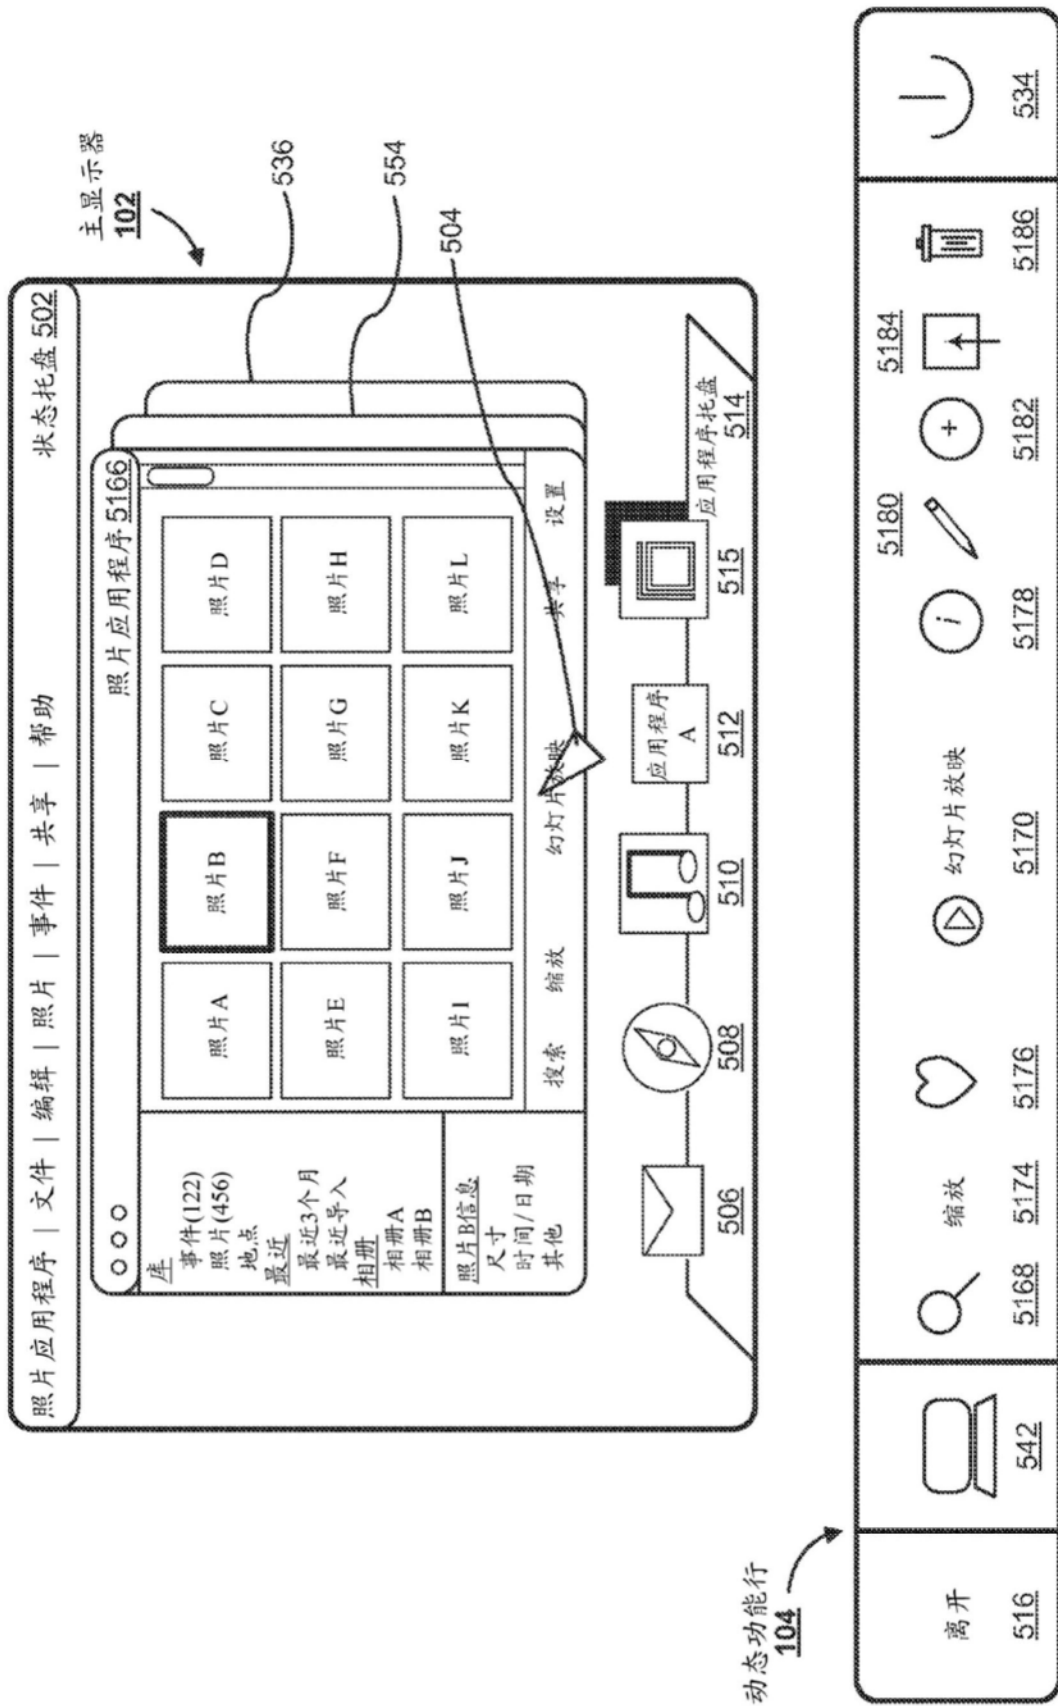 主显示器
102
照片应用程序 | 文件 | 编辑 | 照片 | 事件 | 共享 | 帮助
状态托盘 502
照片应用程序 5166
库
事件(122)
照片(456)
地点
最近
最近3个月
最近导入
相册
相册A
相册B
照片B信息
尺寸
时间/日期
其他
照片A
照片B
照片C
照片D
照片E
照片F
照片G
照片H
照片I
照片J
照片K
照片L
搜索
缩放
幻灯片放映
共享
设置
536
554
504
506
508
510
应用程序
A
512
515
应用程序托盘
514
动态功能行
104
离开
516
542
5168
缩放
5174
5176
幻灯片放映
5170
i
5178
5180
+
5182
5184
5186
534